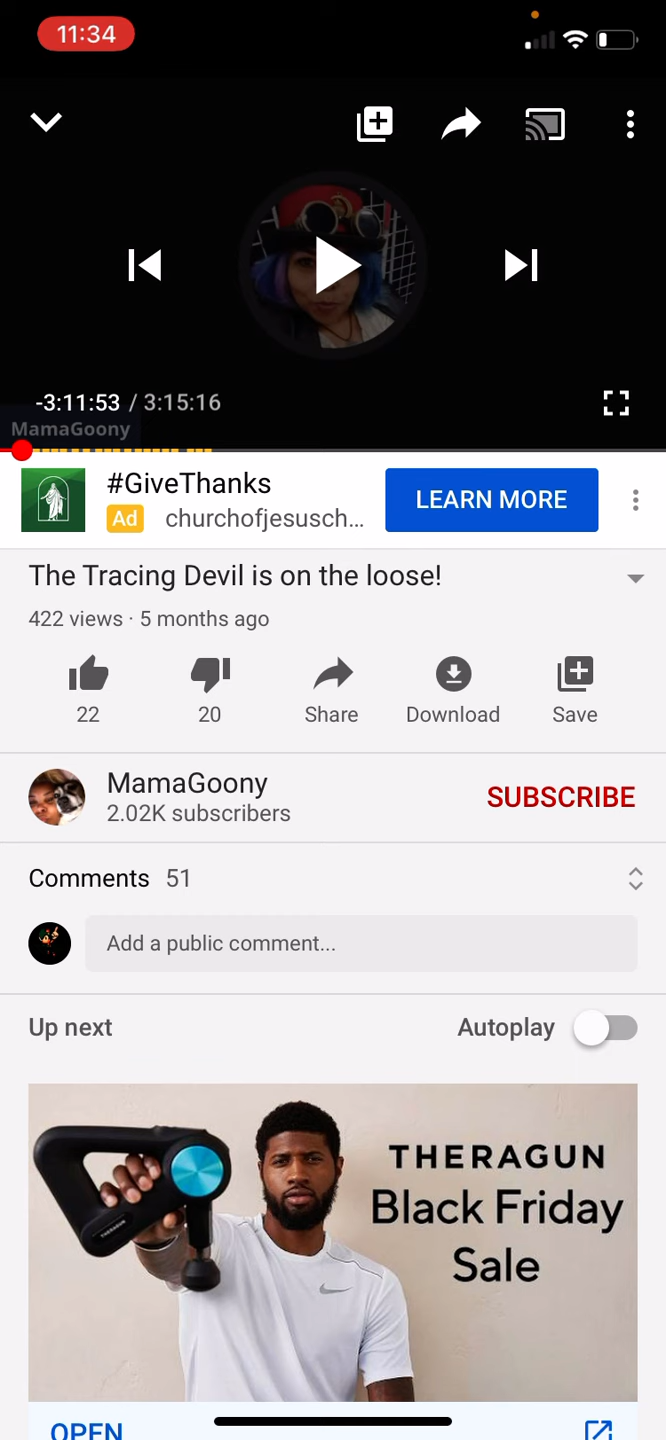 11:34
-3:11:53 / 3:15:16
MamaGoony
#GiveThanks
Ad churchofjesusch...
LEARN MORE
The Tracing Devil is on the loose!
422 views · 5 months ago
22 20 Share Download Save
MamaGoony
2.02K subscribers
SUBSCRIBE
Comments 51
Add a public comment...
Up next Autoplay
THERAGUN
THERAGUN
Black Friday
Sale
OPEN